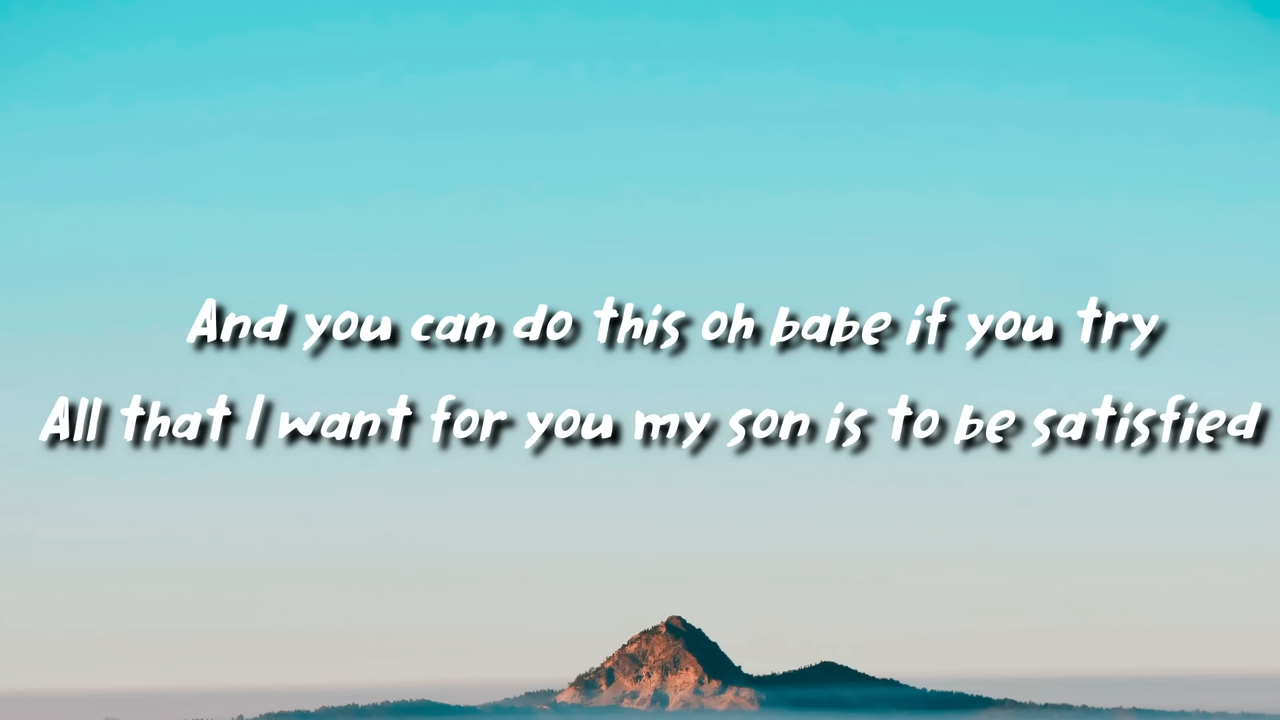 And you can do this oh babe if you try
All that I want for you my son is to be satisfied